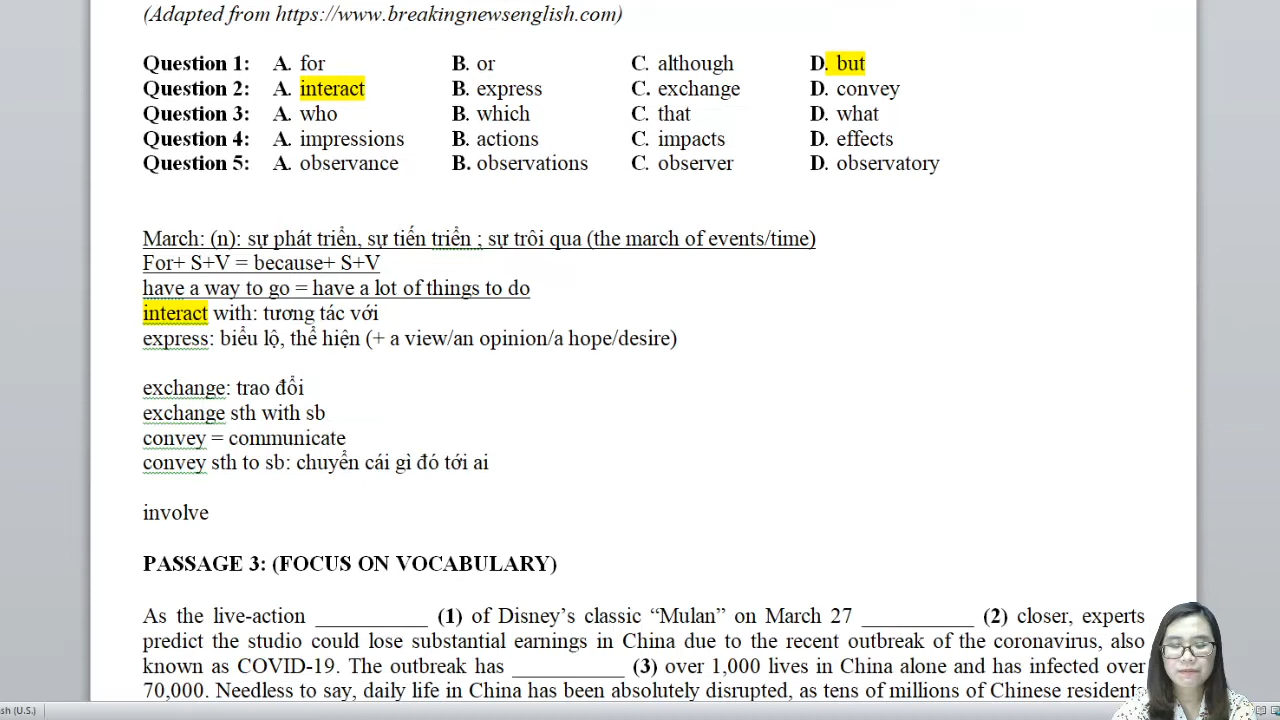 (Adapted from https://www.breakingnewsenglish.com)
Question 1: A. for B. or C. although D. but
Question 2: A. interact B. express C. exchange D. convey
Question 3: A. who B. which C. that D. what
Question 4: A. impressions B. actions C. impacts D. effects
Question 5: A. observance B. observations C. observer D. observatory
March: (n): sự phát triển, sự tiến triển ; sự trôi qua (the march of events/time)
For+ S+V = because+ S+V
have a way to go = have a lot of things to do
interact with: tương tác với
express: biểu lộ, thể hiện (+ a view/an opinion/a hope/desire)
exchange: trao đổi
exchange sth with sb
convey = communicate
convey sth to sb: chuyển cái gì đó tới ai
involve
PASSAGE 3: (FOCUS ON VOCABULARY)
As the live-action __________ (1) of Disney’s classic “Mulan” on March 27 __________ (2) closer, experts
predict the studio could lose substantial earnings in China due to the recent outbreak of the coronavirus, also
known as COVID-19. The outbreak has __________ (3) over 1,000 lives in China alone and has infected over
70,000. Needless to say, daily life in China has been absolutely disrupted, as tens of millions of Chinese
sh (U.S.)